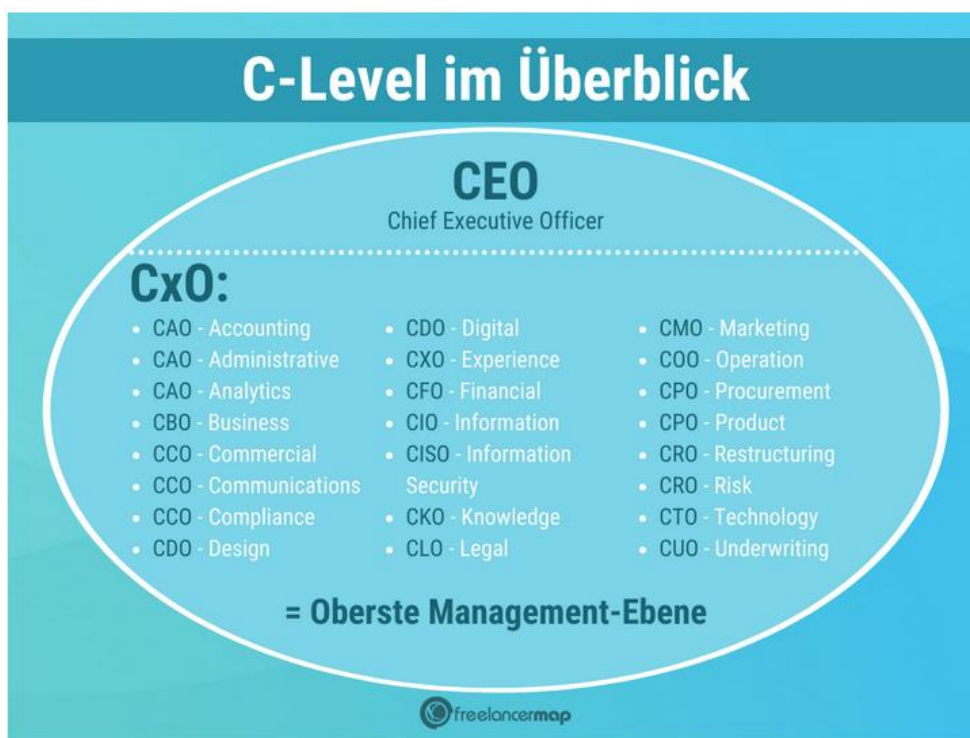 C-Level im Überblick
CEO
Chief Executive Officer
CxO:
CAO - Accounting
CAO - Administrative
CAO - Analytics
CBO - Business
CCO - Commercial
CCO - Communications
CCO - Compliance
CDO - Design
CDO - Digital
CXO - Experience
CFO - Financial
CIO - Information
CISO - Information
Security
CKO - Knowledge
CLO - Legal
CMO - Marketing
COO - Operation
CPO - Procurement
CPO - Product
CRO - Restructuring
CRO - Risk
CTO - Technology
CUO - Underwriting
= Oberste Management-Ebene
freelancermap